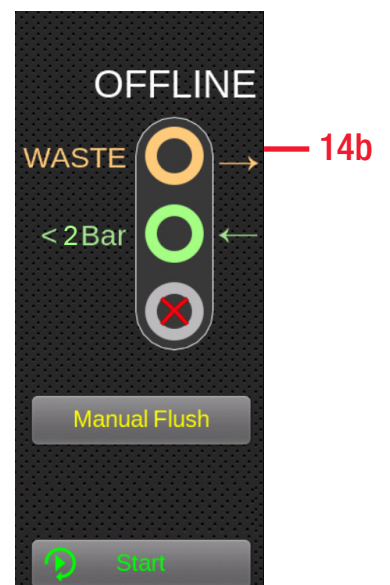 OFFLINE
WASTE → 14b
<2Bar ←
Manual Flush
Start